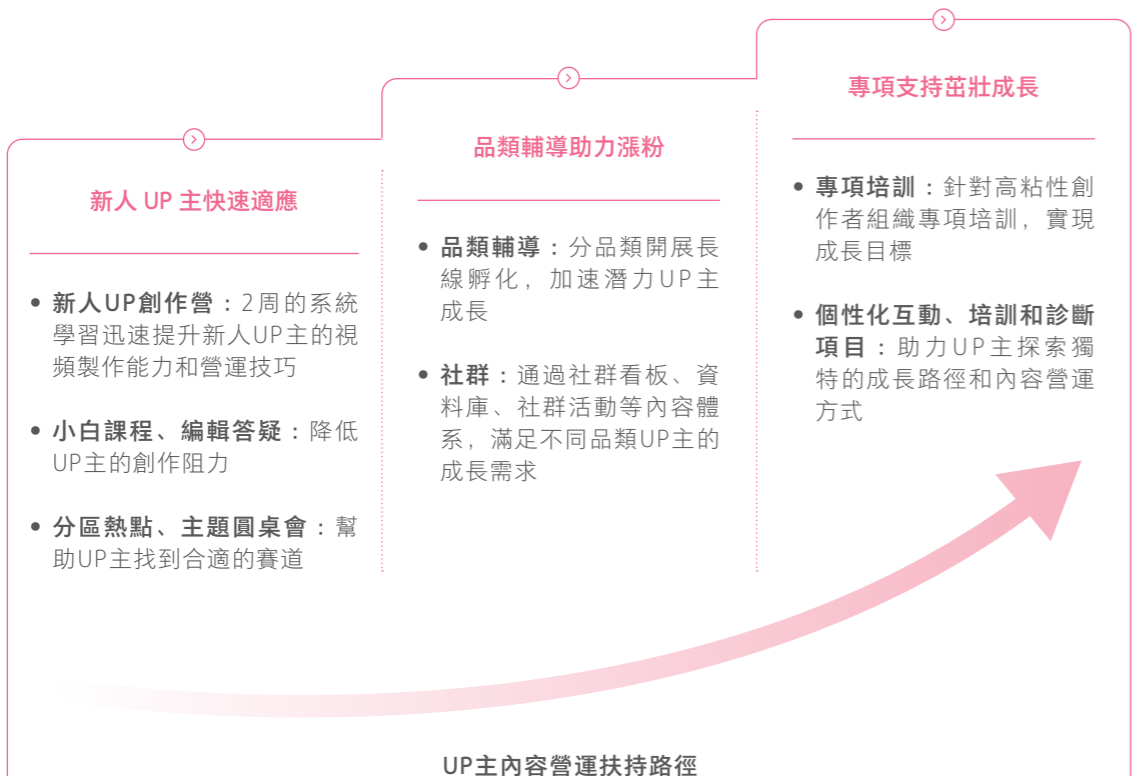 新人 UP 主快速適應
• 新人UP創作營：2周的系統
學習迅速提升新人UP主的視
頻製作能力和營運技巧
• 小白課程、編輯答疑：降低
UP主的創作阻力
• 分區熱點、主題圓桌會：幫
助UP主找到合適的賽道
品類輔導助力漲粉
• 品類輔導：分品類開展長
線孵化，加速潛力UP主
成長
• 社群：通過社群看板、資
料庫、社群活動等內容體
系，滿足不同品類UP主的
成長需求
專項支持茁壯成長
• 專項培訓：針對高粘性創
作者組織專項培訓，實現
成長目標
• 個性化互動、培訓和診斷
項目：助力UP主探索獨
特的成長路徑和內容營運
方式
UP主內容營運扶持路徑